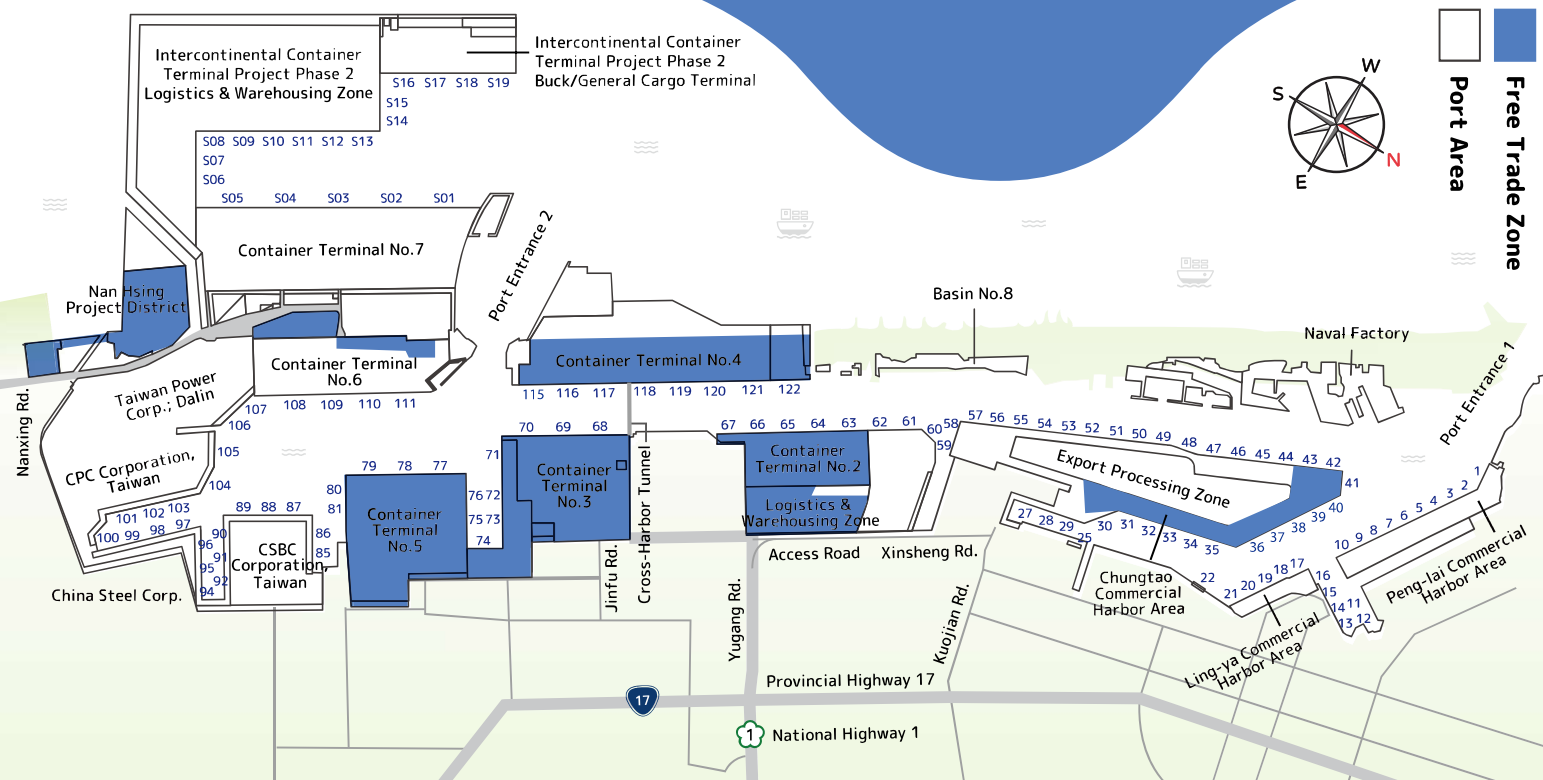 Intercontinental Container
Terminal Project Phase 2
Logistics & Warehousing Zone
Intercontinental Container
Terminal Project Phase 2
Buck/General Cargo Terminal
S16 S17 S18 S19
S15
S14
S08 S09 S10 S11 S12 S13
S07
S06
S05 S04 S03 S02 S01
Container Terminal No.7
Port Entrance 2
W
S
N
E
Port Area
Free Trade Zone
Nan Hsing
Project District
Container Terminal
No.6
Taiwan Power
Corp.; Dalin
Nanxing Rd.
107 108 109 110 111
106
105
104
CPC Corporation,
Taiwan
101 102 103
100 99 98 97
96
95
94
90
91
92
89 88 87
86
85
CSBC
Corporation,
Taiwan
China Steel Corp.
Container Terminal No.4
115 116 117 118 119 120 121 122
Basin No.8
Naval Factory
Port Entrance 1
79 78 77
80
81
Container
Terminal
No.5
70 69 68
71
76 72
75 73
74
Container
Terminal
No.3
Jinfu Rd.
Cross-Harbor Tunnel
67 66 65 64 63 62 61
60
59
58
Container
Terminal No.2
Logistics &
Warehousing Zone
Access Road
Xinsheng Rd.
Yugang Rd.
Kuojian Rd.
57 56 55 54 53 52 51 50 49 48 47 46 45 44 43 42
41
40
39
38
37
36
Export Processing Zone
27 28 29 30 31 32 33 34 35
25
Chungtao
Commercial
Harbor Area
22
21 20 19 18 17
16
15
14 11
13 12
10 9 8 7 6 5 4 3 2 1
Ling-ya Commercial
Harbor Area
Peng-lai Commercial
Harbor Area
17
Provincial Highway 17
1
National Highway 1